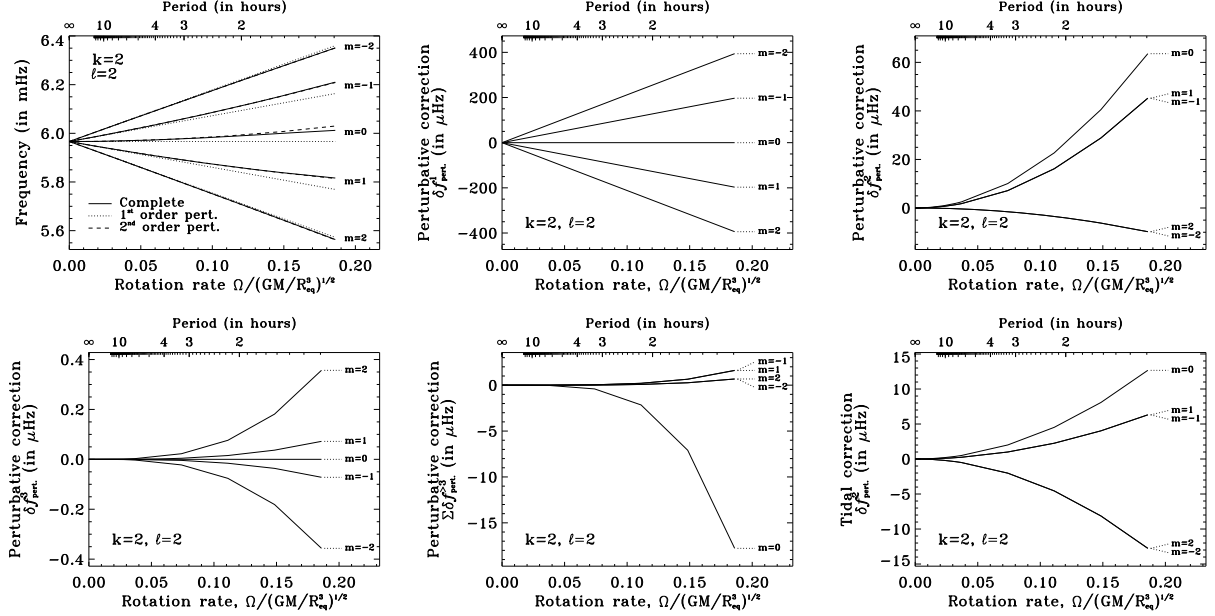 Period (in hours)
∞ 10 4 3 2
Frequency (in mHz)
6.4
6.2
6.0
5.8
5.6
k=2
ℓ=2
m=-2
m=-1
m=0
m=1
m=2
Complete
1st order pert.
2nd order pert.
0.00 0.05 0.10 0.15 0.20
Rotation rate Ω/(GM/R³eq)^1/2
Period (in hours)
∞ 10 4 3 2
Perturbative correction
δf¹pert. (in μHz)
400
200
0
-200
-400
m=-2
m=-1
m=0
m=1
m=2
k=2, ℓ=2
0.00 0.05 0.10 0.15 0.20
Rotation rate, Ω/(GM/R³eq)^1/2
Period (in hours)
∞ 10 4 3 2
Perturbative correction
δf²pert. (in μHz)
60
40
20
0
m=0
m=1
m=-1
m=2
m=-2
k=2, ℓ=2
0.00 0.05 0.10 0.15 0.20
Rotation rate, Ω/(GM/R³eq)^1/2
Period (in hours)
∞ 10 4 3 2
Perturbative correction
δf³pert. (in μHz)
0.4
0.2
0.0
-0.2
-0.4
m=2
m=1
m=0
m=-1
m=-2
k=2, ℓ=2
0.00 0.05 0.10 0.15 0.20
Rotation rate, Ω/(GM/R³eq)^1/2
Period (in hours)
∞ 10 4 3 2
Perturbative correction
Σδf^>3pert. (in μHz)
0
-5
-10
-15
m=-1
m=1
m=2
m=-2
m=0
k=2, ℓ=2
0.00 0.05 0.10 0.15 0.20
Rotation rate, Ω/(GM/R³eq)^1/2
Period (in hours)
∞ 10 4 3 2
Tidal correction
δf²pert. (in μHz)
15
10
5
0
-5
-10
-15
m=0
m=1
m=-1
m=2
m=-2
k=2, ℓ=2
0.00 0.05 0.10 0.15 0.20
Rotation rate, Ω/(GM/R³eq)^1/2